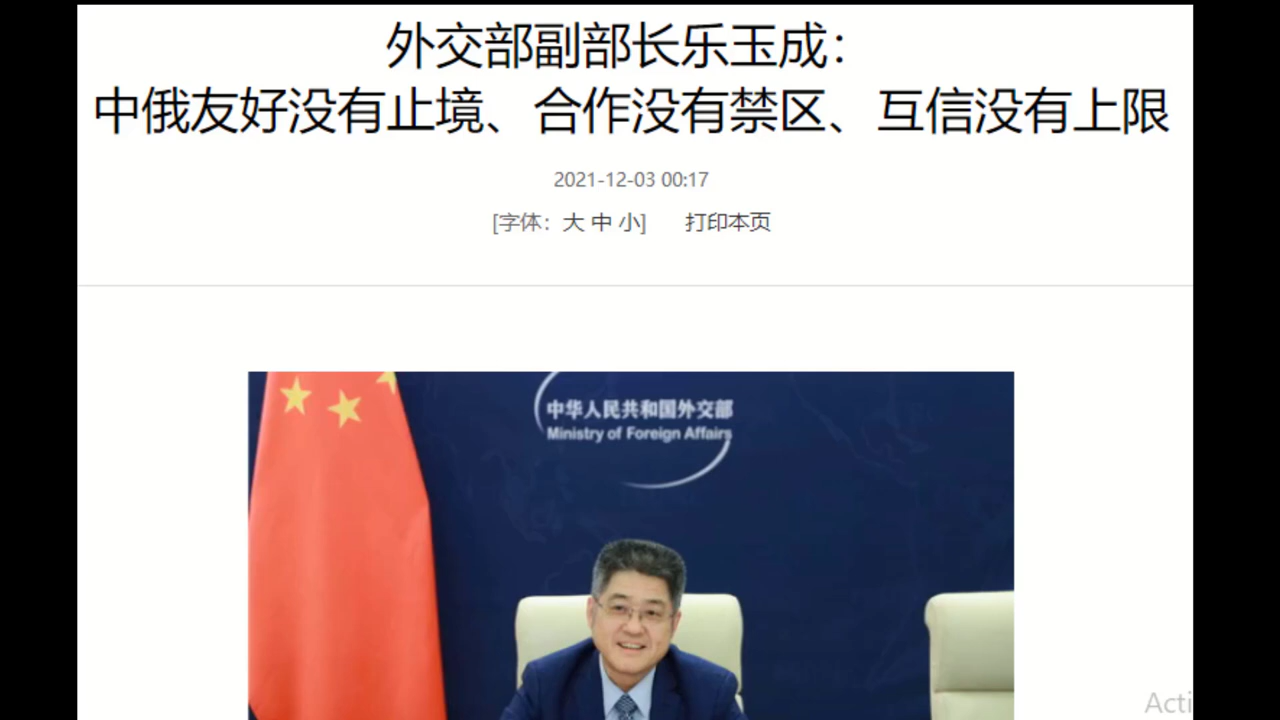 外交部副部长乐玉成：
中俄友好没有止境、合作没有禁区、互信没有上限
2021-12-03 00:17
[字体：大 中 小] 打印本页
中华人民共和国外交部
Ministry of Foreign Affairs
Acti